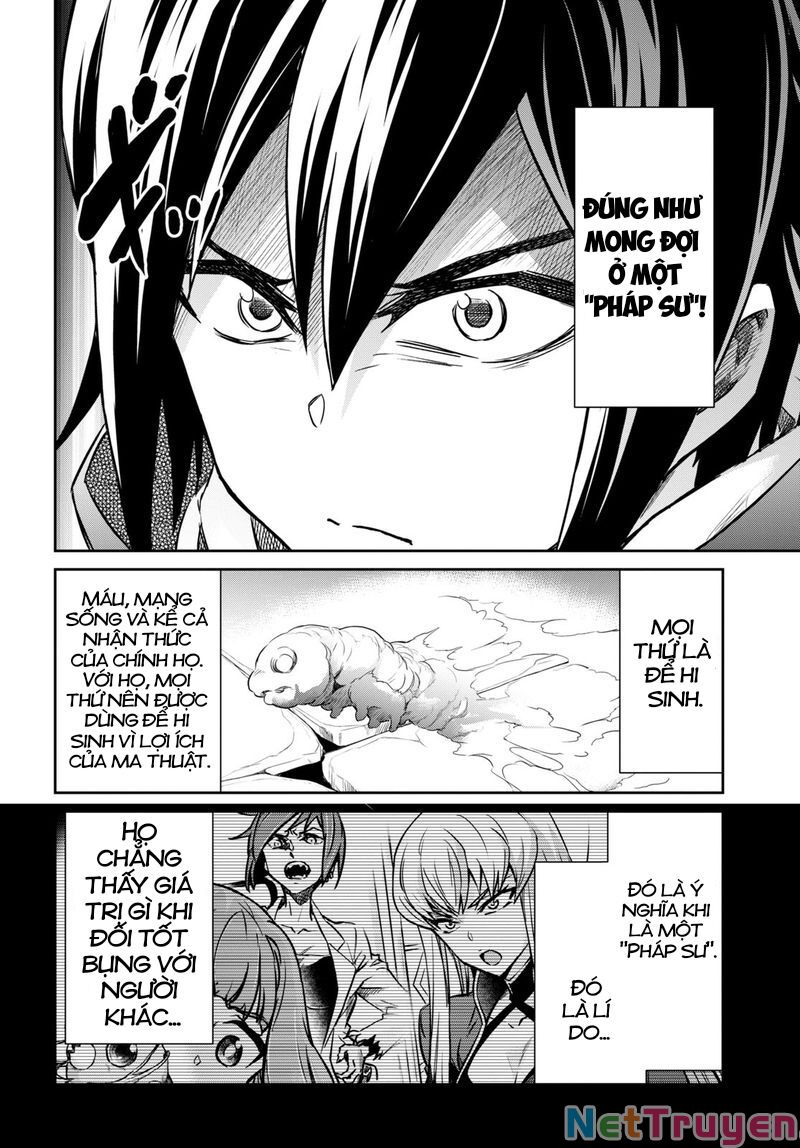 ĐÚNG NHƯ
MONG ĐỢI
Ở MỘT
"PHÁP SƯ"!
ギロ
MỌI
THỨ LÀ
ĐỂ HI
SINH.
MÁU, MẠNG
SỐNG VÀ KỂ CẢ
NHẬN THỨC
CỦA CHÍNH HỌ.
VỚI HỌ, MỌI
THỨ NÊN ĐƯỢC
DÙNG ĐỂ HI
SINH VÌ LỢI ÍCH
CỦA MA THUẬT.
ĐÓ LÀ Ý
NGHĨA KHI
LÀ MỘT
"PHÁP SƯ".
ĐÓ
LÀ LÍ
DO...
HỌ
CHẲNG
THẤY GIÁ
TRỊ GÌ KHI
ĐỐI TỐT
BỤNG VỚI
NGƯỜI
KHÁC...
NetTruyen